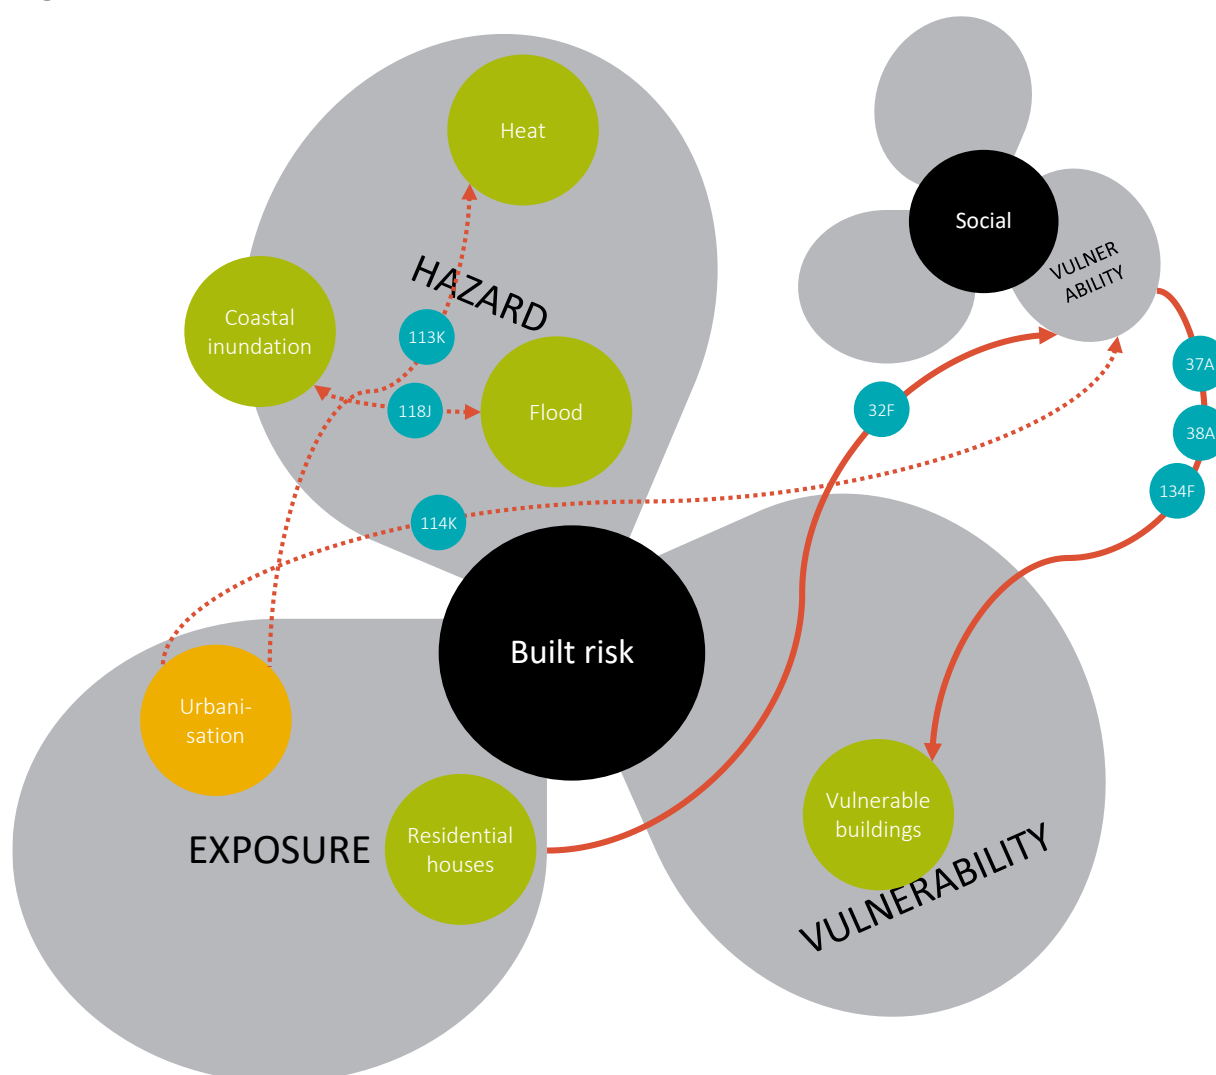 Heat
Social
VULNER
ABILITY
HAZARD
Coastal
inundation
113K
37A
118J
Flood
32F
38A
134F
114K
Built risk
Urbani-
sation
Vulnerable
buildings
EXPOSURE
Residential
houses
VULNERABILITY